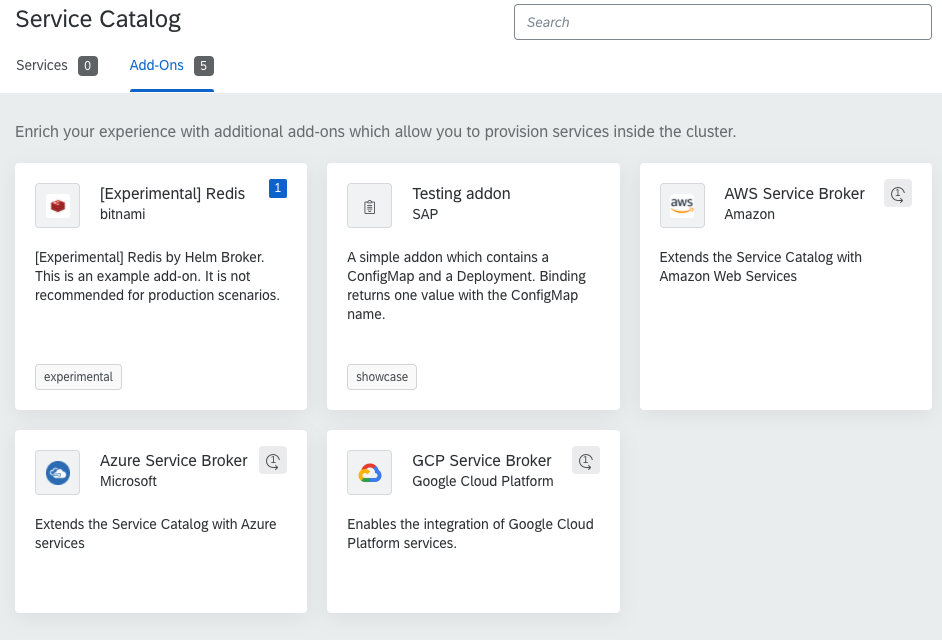 Service Catalog
Search
Services 0
Add-Ons 5
Enrich your experience with additional add-ons which allow you to provision services inside the cluster.
[Experimental] Redis
1
bitnami
[Experimental] Redis by Helm Broker.
This is an example add-on. It is not
recommended for production scenarios.
experimental
Testing addon
SAP
A simple addon which contains a
ConfigMap and a Deployment. Binding
returns one value with the ConfigMap
name.
showcase
aws
AWS Service Broker
1
Amazon
Extends the Service Catalog with
Amazon Web Services
Azure Service Broker
1
Microsoft
Extends the Service Catalog with Azure
services
GCP Service Broker
1
Google Cloud Platform
Enables the integration of Google Cloud
Platform services.